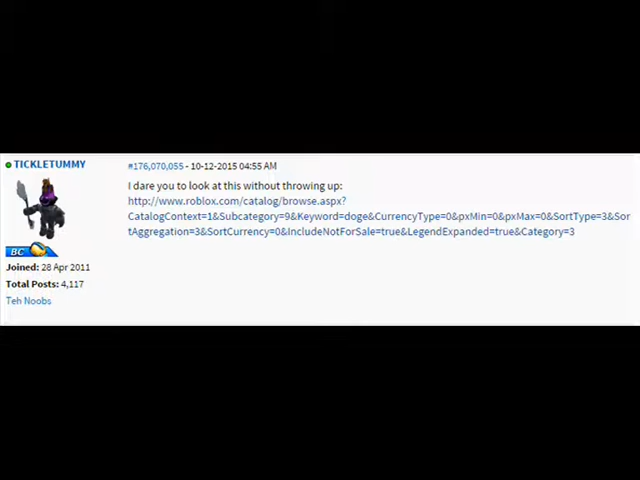 TICKLETUMMY
#176,070,055 - 10-12-2015 04:55 AM
I dare you to look at this without throwing up:
http://www.roblox.com/catalog/browse.aspx?
CatalogContext=1&Subcategory=9&Keyword=doge&CurrencyType=0&pxMin=0&pxMax=0&SortType=3&Sor
tAggregation=3&SortCurrency=0&IncludeNotForSale=true&LegendExpanded=true&Category=3
BC
Joined: 28 Apr 2011
Total Posts: 4,117
Teh Noobs